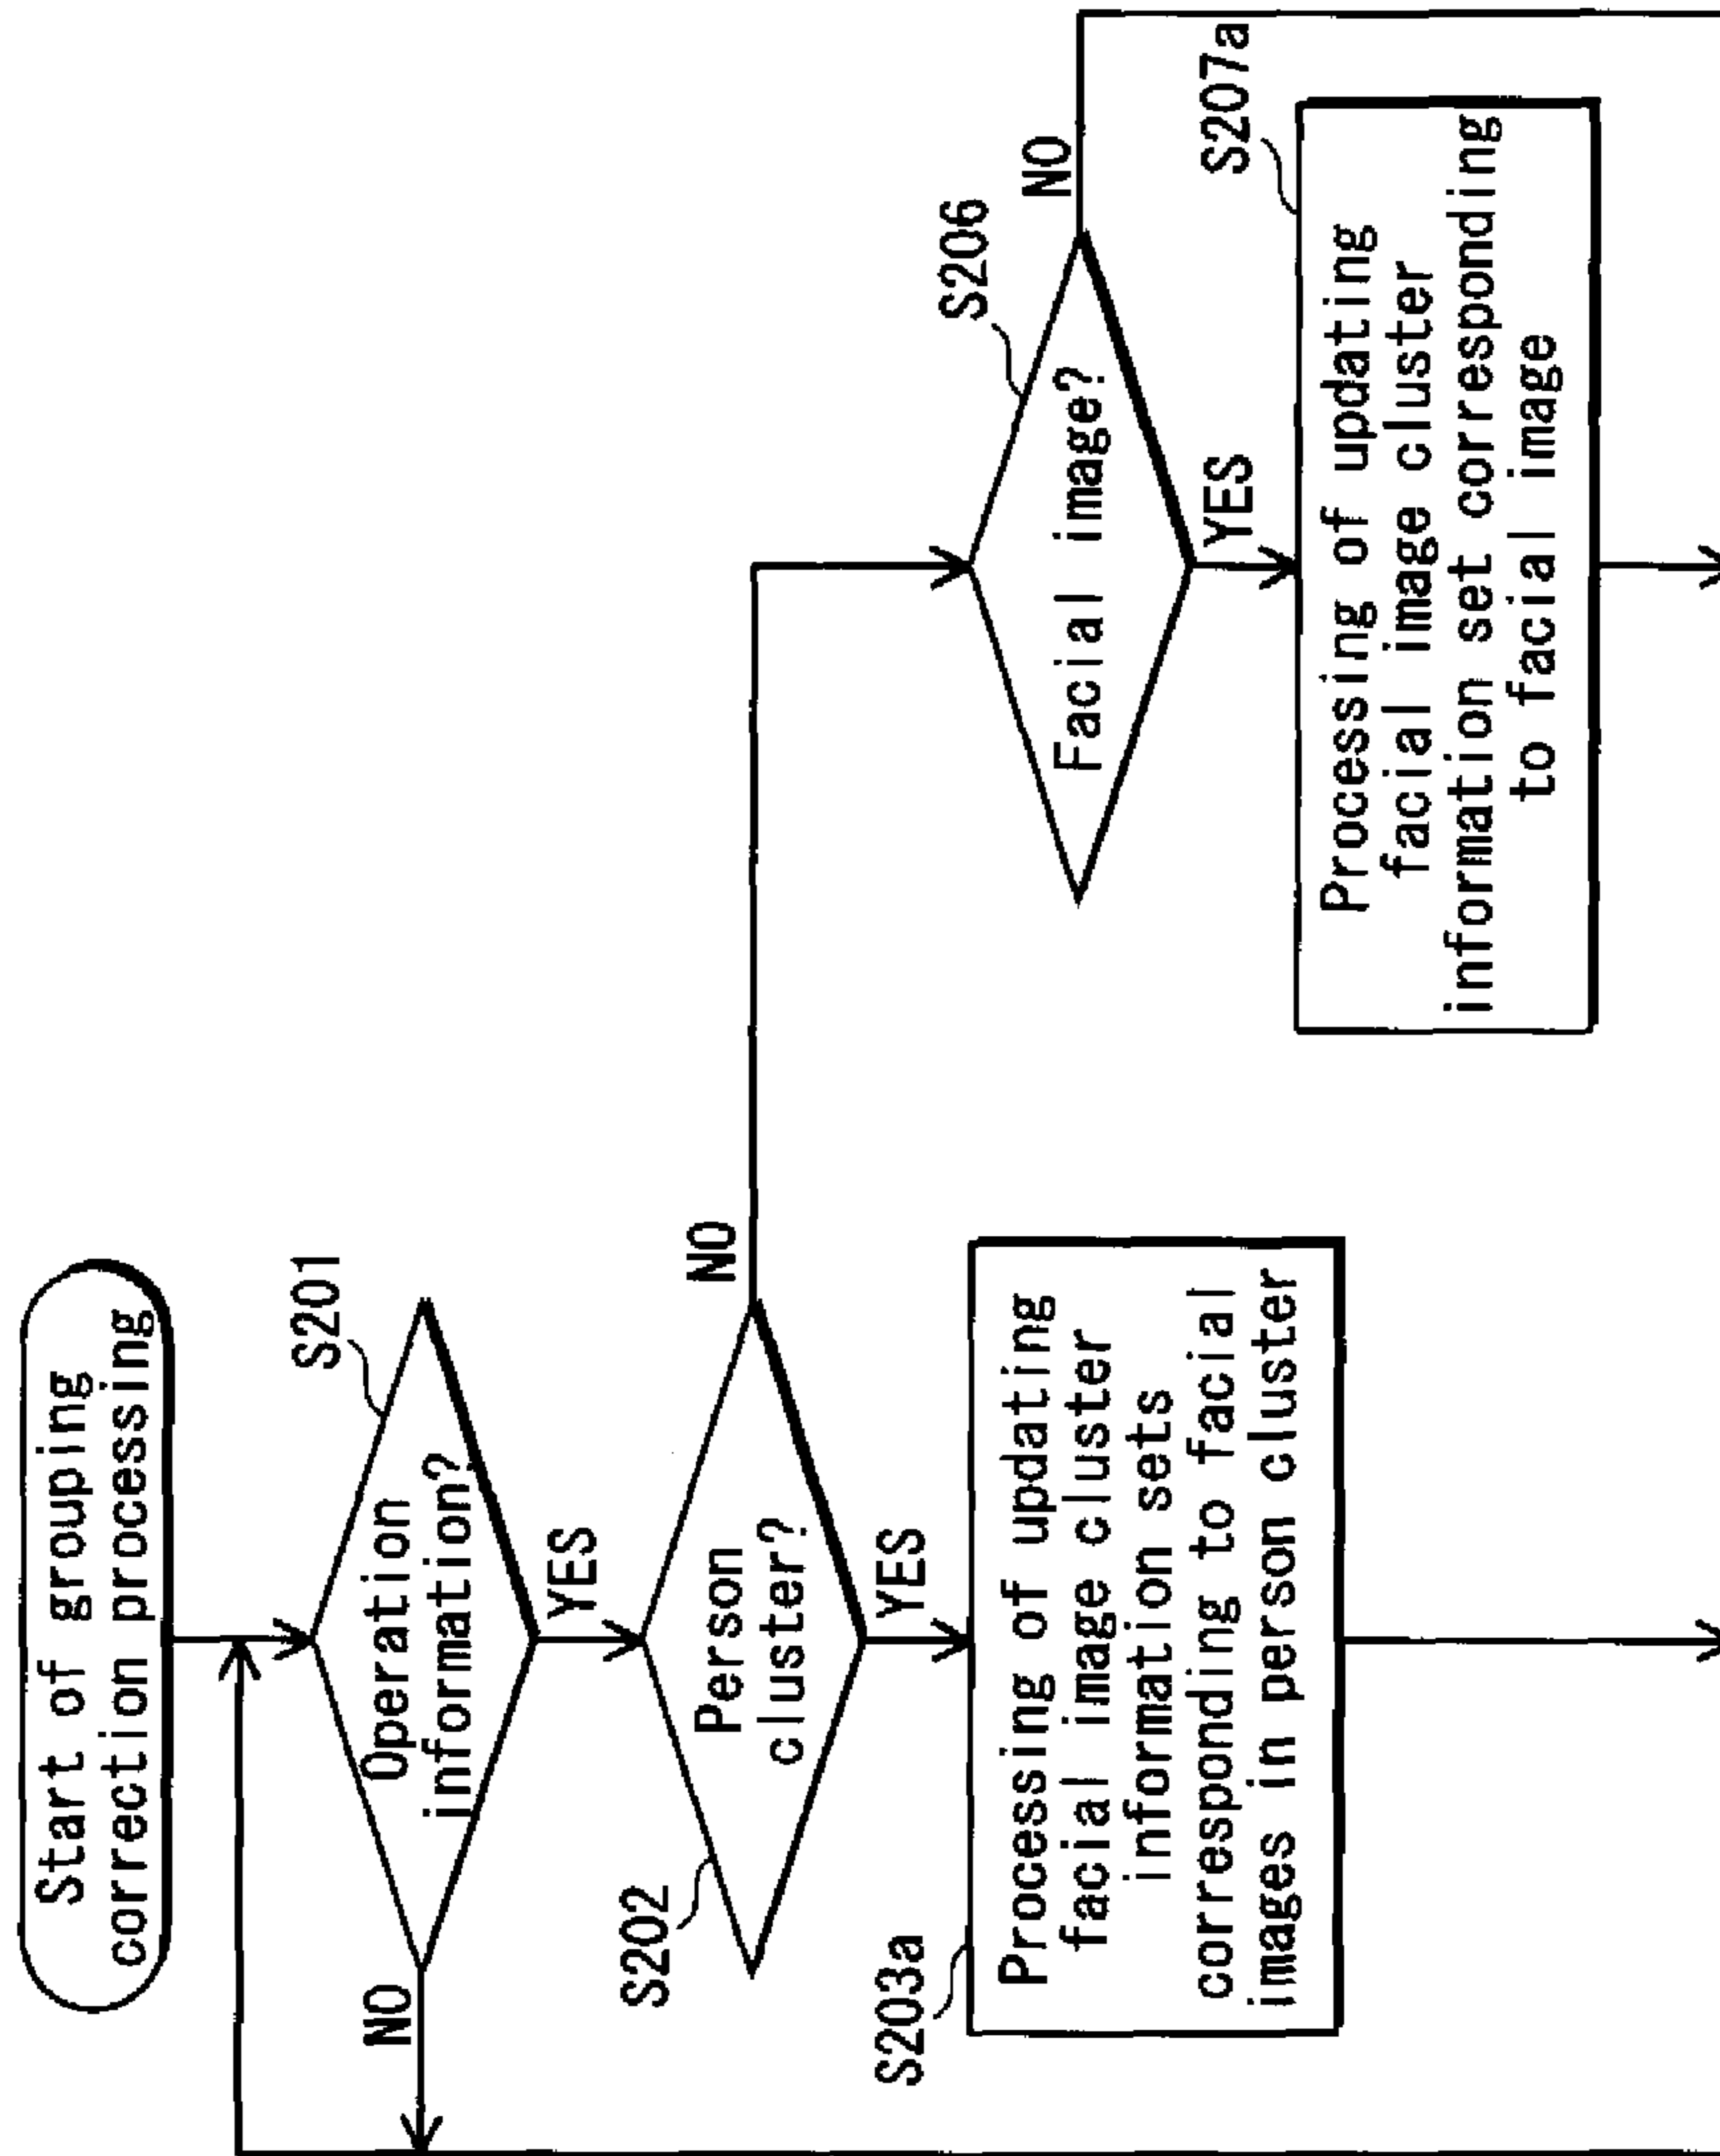 Start of grouping
correction processing
S201
Operation
information?
NO
YES
S202
Person
cluster?
NO
YES
S203a
Processing of updating
facial image cluster
information sets
corresponding to facial
images in person cluster
S206
Facial image?
NO
YES
S207a
Processing of updating
facial image cluster
information set corresponding
to facial image